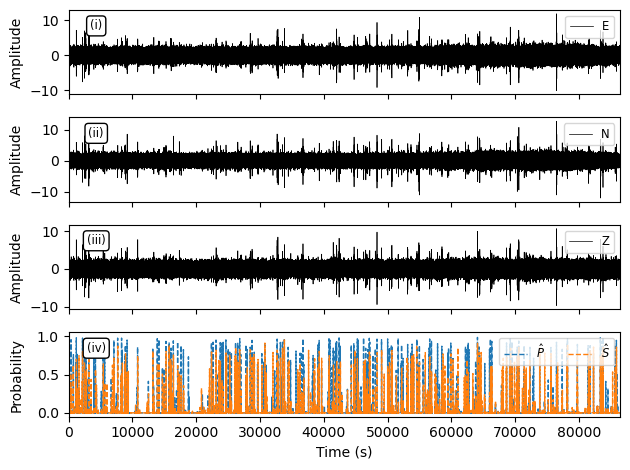 Amplitude
10
0
−10
(i)
E
Amplitude
10
0
−10
(ii)
N
Amplitude
10
0
−10
(iii)
Z
Probability
1.0
0.5
0.0
(iv)
P̂
Ŝ
0 10000 20000 30000 40000 50000 60000 70000 80000
Time (s)